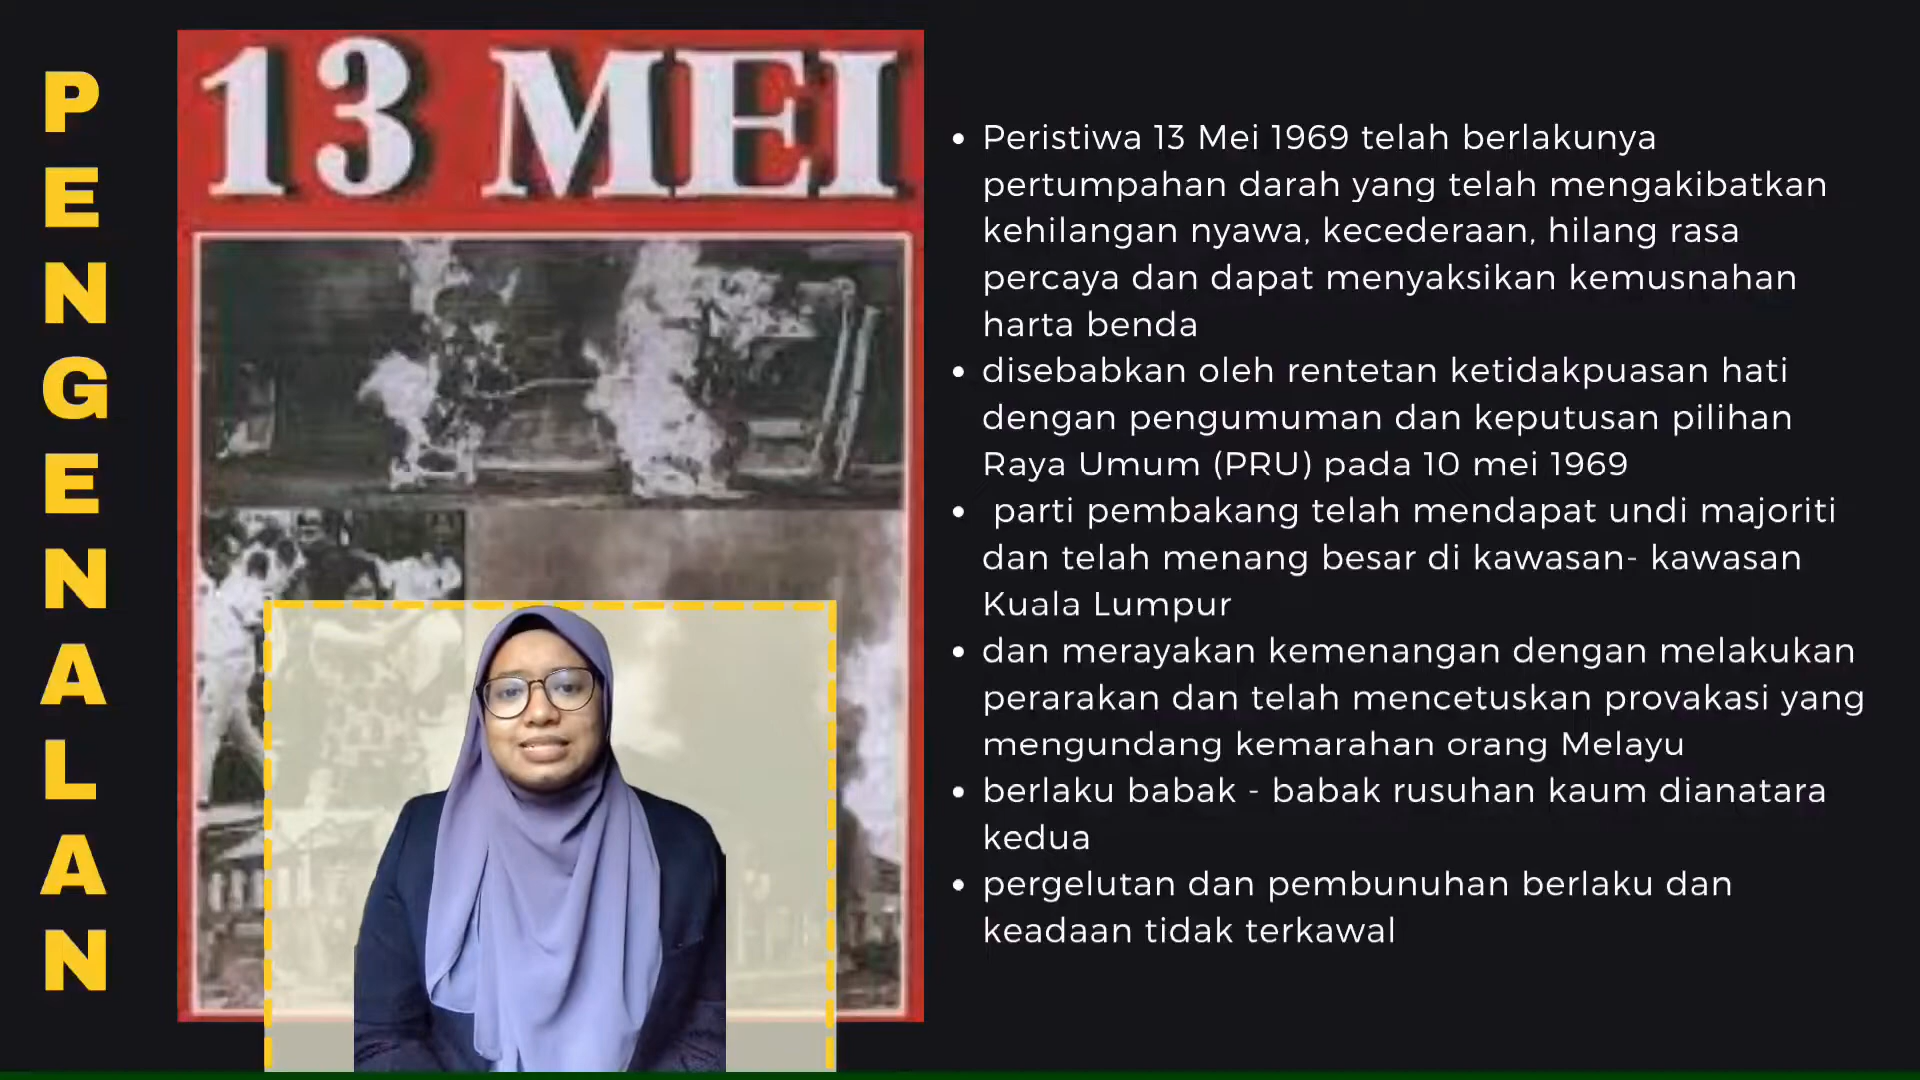 PENGENALAN
13 MEI
• Peristiwa 13 Mei 1969 telah berlakunya
pertumpahan darah yang telah mengakibatkan
kehilangan nyawa, kecederaan, hilang rasa
percaya dan dapat menyaksikan kemusnahan
harta benda
• disebabkan oleh rentetan ketidakpuasan hati
dengan pengumuman dan keputusan pilihan
Raya Umum (PRU) pada 10 mei 1969
• parti pembakang telah mendapat undi majoriti
dan telah menang besar di kawasan- kawasan
Kuala Lumpur
• dan merayakan kemenangan dengan melakukan
perarakan dan telah mencetuskan provakasi yang
mengundang kemarahan orang Melayu
• berlaku babak - babak rusuhan kaum dianatara
kedua
• pergelutan dan pembunuhan berlaku dan
keadaan tidak terkawal